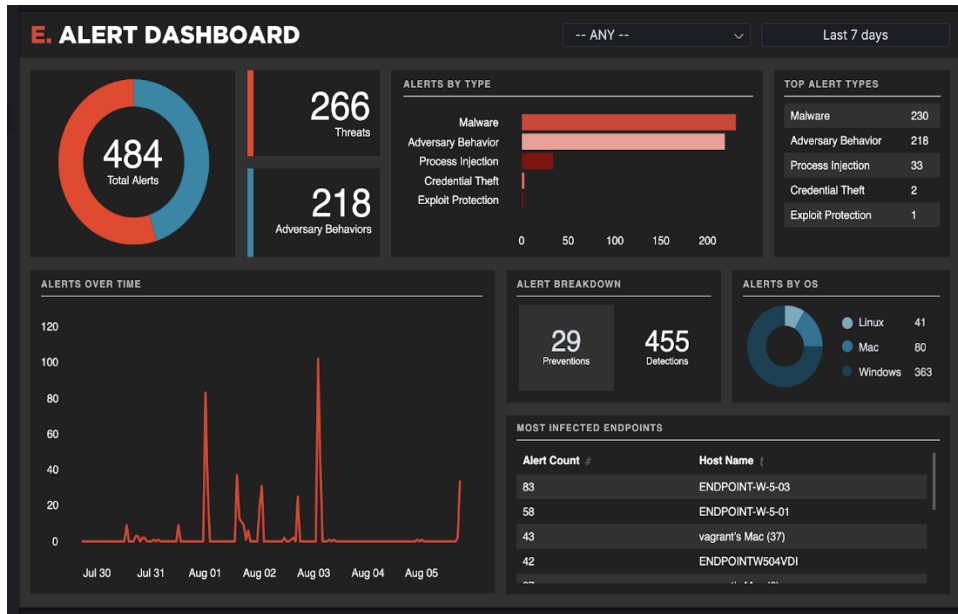 E. ALERT DASHBOARD
-- ANY --
Last 7 days
484
Total Alerts
266
Threats
218
Adversary Behaviors
ALERTS BY TYPE
Malware
Adversary Behavior
Process Injection
Credential Theft
Exploit Protection
0 50 100 150 200
TOP ALERT TYPES
Malware 230
Adversary Behavior 218
Process Injection 33
Credential Theft 2
Exploit Protection 1
ALERTS OVER TIME
120
100
80
60
40
20
0
Jul 30 Jul 31 Aug 01 Aug 02 Aug 03 Aug 04 Aug 05
ALERT BREAKDOWN
29
Preventions
455
Detections
ALERTS BY OS
Linux 41
Mac 80
Windows 363
MOST INFECTED ENDPOINTS
Alert Count Host Name
83 ENDPOINT-W-5-03
58 ENDPOINT-W-5-01
43 vagrant's Mac (37)
42 ENDPOINTW504VDI